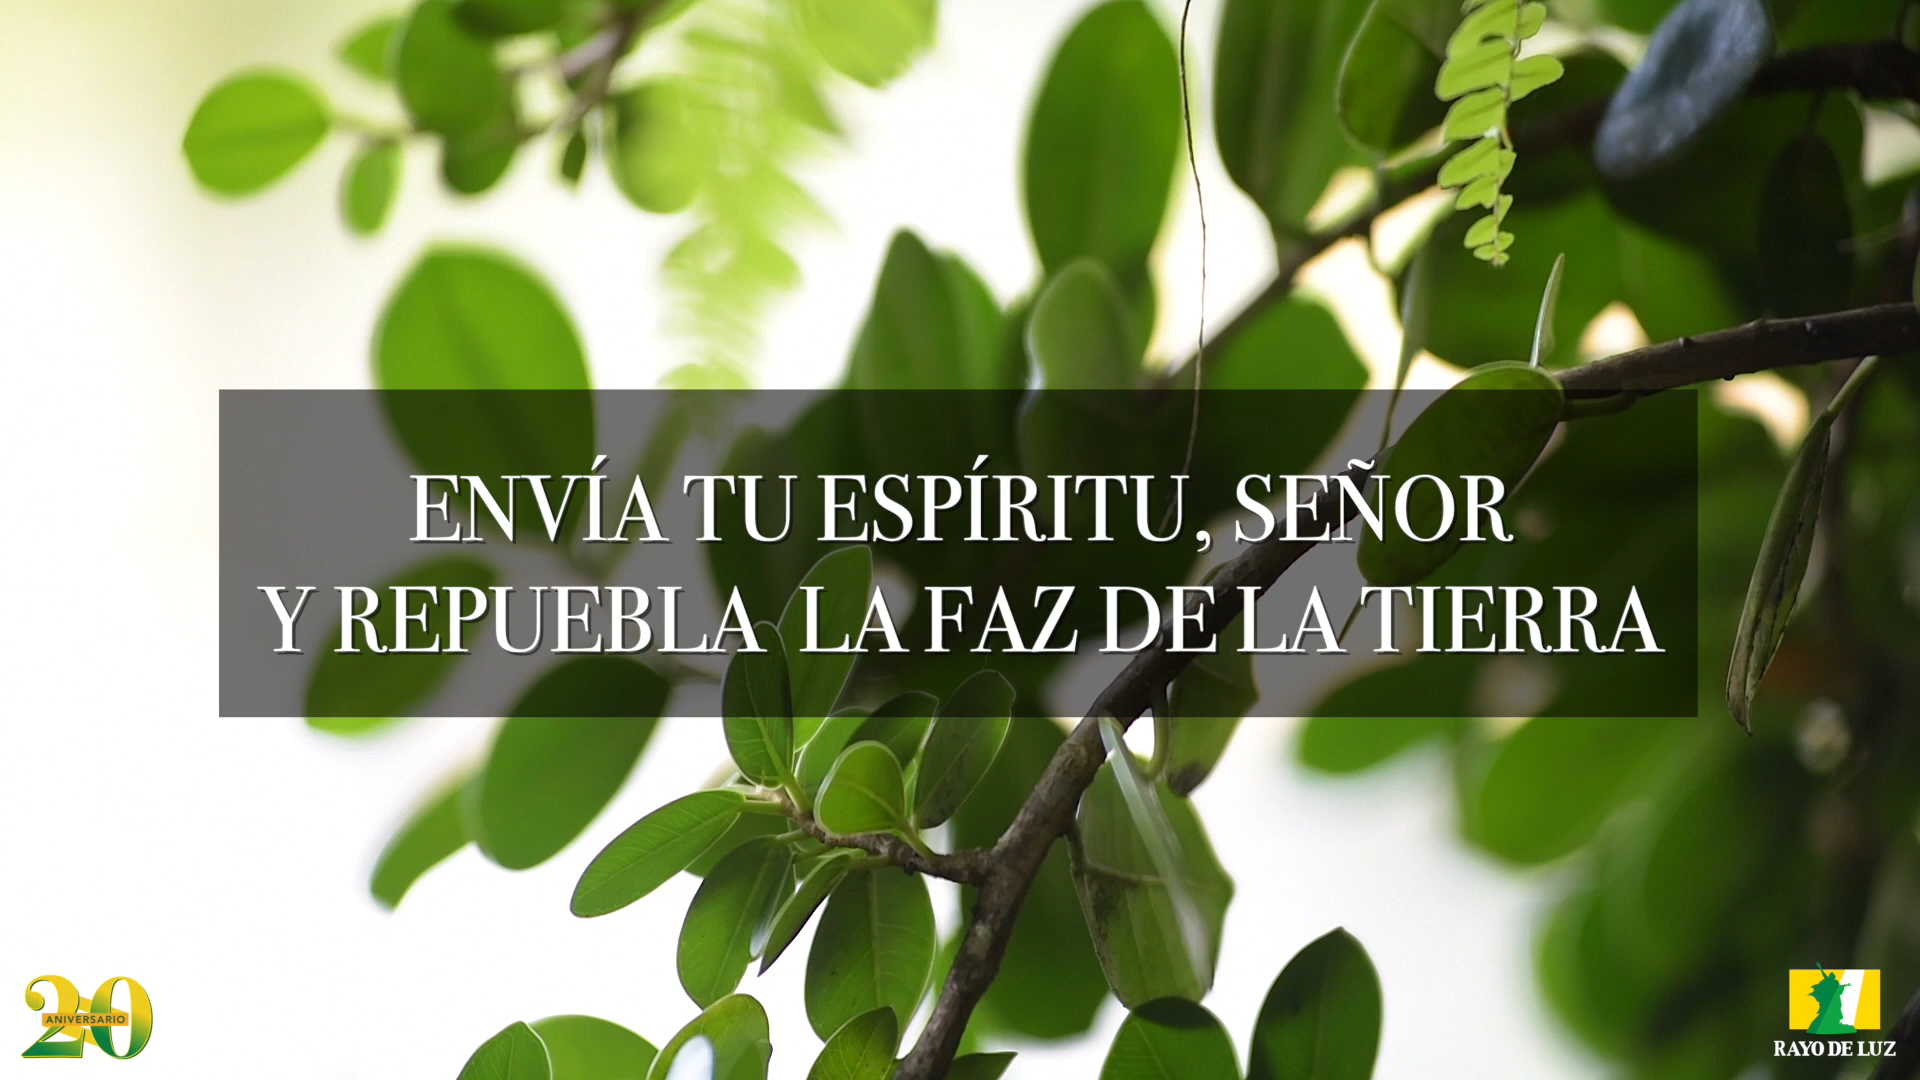 ENVÍA TU ESPÍRITU, SEÑOR
Y REPUEBLA LA FAZ DE LA TIERRA
20
ANIVERSARIO
RAYO DE LUZ